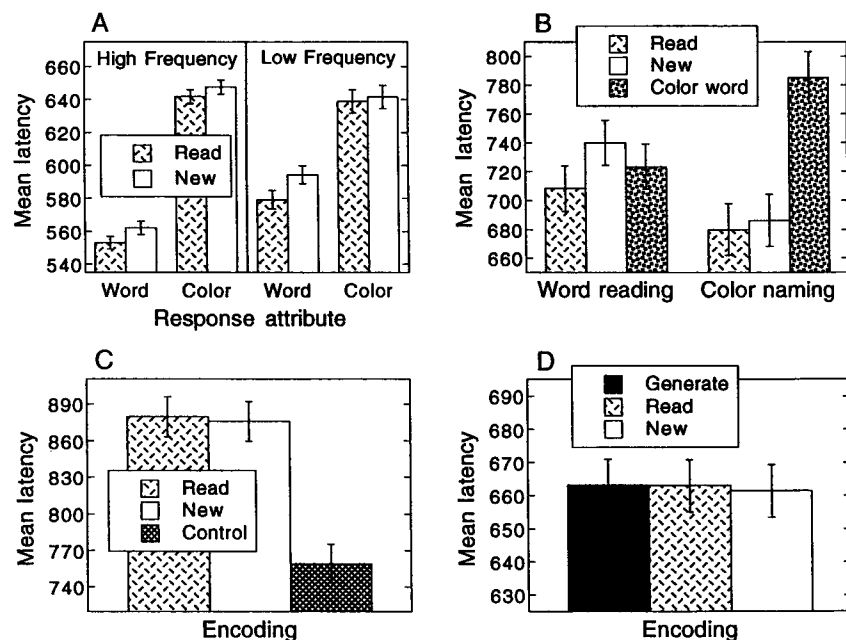 A
High Frequency
Low Frequency
Mean latency
660
640
620
600
580
560
540
Read
New
Word
Color
Word
Color
Response attribute
B
Mean latency
800
780
760
740
720
700
680
660
Read
New
Color word
Word reading
Color naming
C
Mean latency
890
860
830
800
770
740
Read
New
Control
Encoding
D
Mean latency
690
680
670
660
650
640
630
Generate
Read
New
Encoding